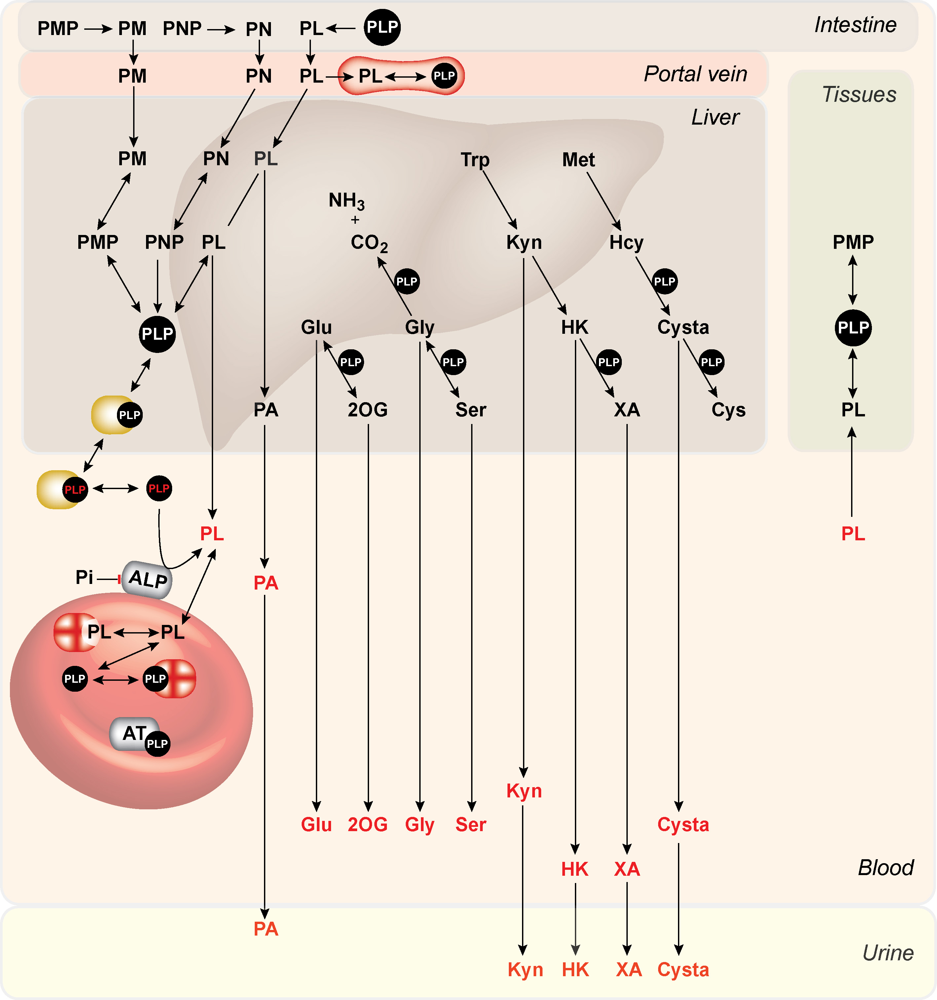 PMP PM PNP PN PL PLP Intestine
PM PN PL PL PLP Portal vein
Tissues
Liver
PM PN PL Trp Met
NH3
+
PMP PNP PL CO2 Kyn Hcy PMP
PLP PLP
PLP Glu Gly HK Cysta PLP
PLP PLP PLP PLP
PLP PA 2OG Ser XA Cys PL
PLP PLP
PL PL
Pi ALP PA
PL PL
PLP PLP
AT PLP
Kyn
Glu 2OG Gly Ser Cysta
HK XA Blood
PA
Urine
Kyn HK XA Cysta